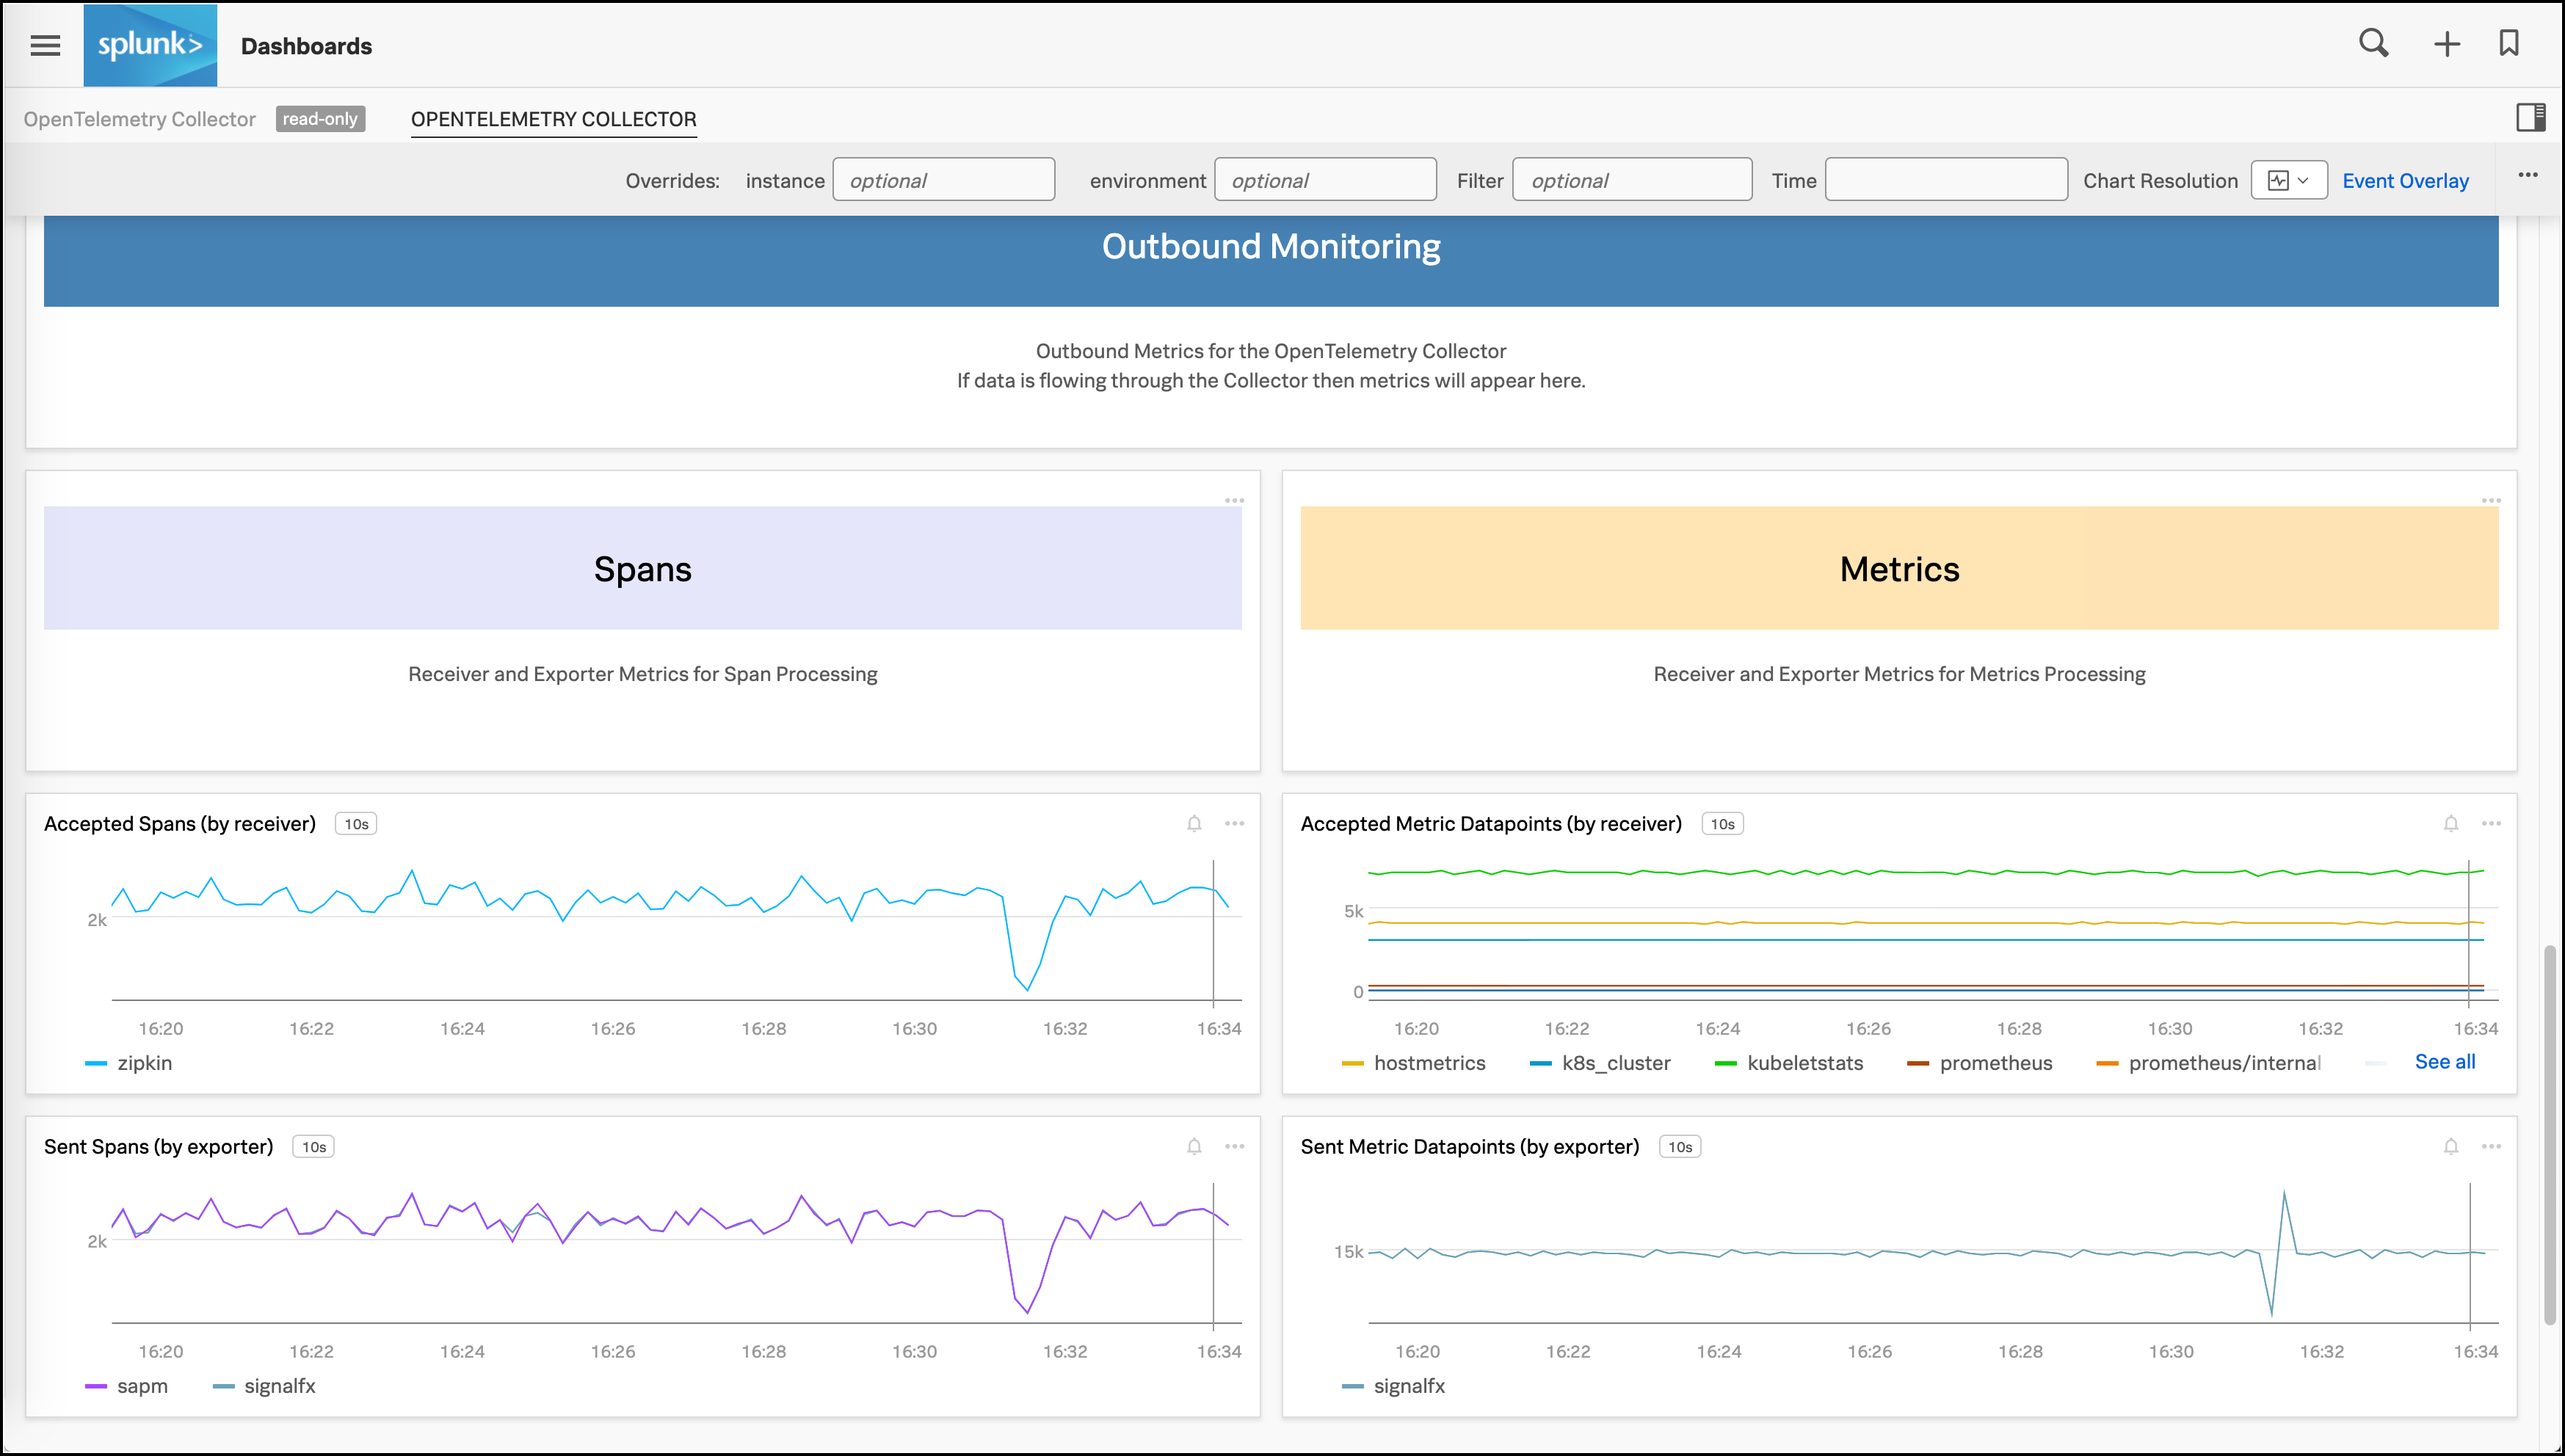 splunk> Dashboards
OpenTelemetry Collector read-only OPENTELEMETRY COLLECTOR
Overrides: instance optional environment optional Filter optional Time Chart Resolution Event Overlay
Outbound Monitoring
Outbound Metrics for the OpenTelemetry Collector
If data is flowing through the Collector then metrics will appear here.
Spans
Receiver and Exporter Metrics for Span Processing
Metrics
Receiver and Exporter Metrics for Metrics Processing
Accepted Spans (by receiver) 10s
2k
16:20 16:22 16:24 16:26 16:28 16:30 16:32 16:34
zipkin
Accepted Metric Datapoints (by receiver) 10s
5k
0
16:20 16:22 16:24 16:26 16:28 16:30 16:32 16:34
hostmetrics k8s_cluster kubeletstats prometheus prometheus/internal See all
Sent Spans (by exporter) 10s
2k
16:20 16:22 16:24 16:26 16:28 16:30 16:32 16:34
sapm signalfx
Sent Metric Datapoints (by exporter) 10s
15k
16:20 16:22 16:24 16:26 16:28 16:30 16:32 16:34
signalfx